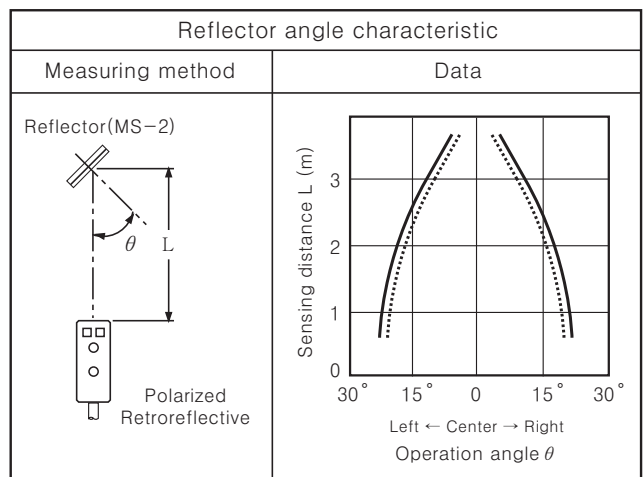 Reflector angle characteristic
Measuring method
Data
Reflector(MS-2)
θ
L
Polarized
Retroreflective
Sensing distance L (m)
3
2
1
0
30° 15° 0 15° 30°
Left ← Center → Right
Operation angle θ